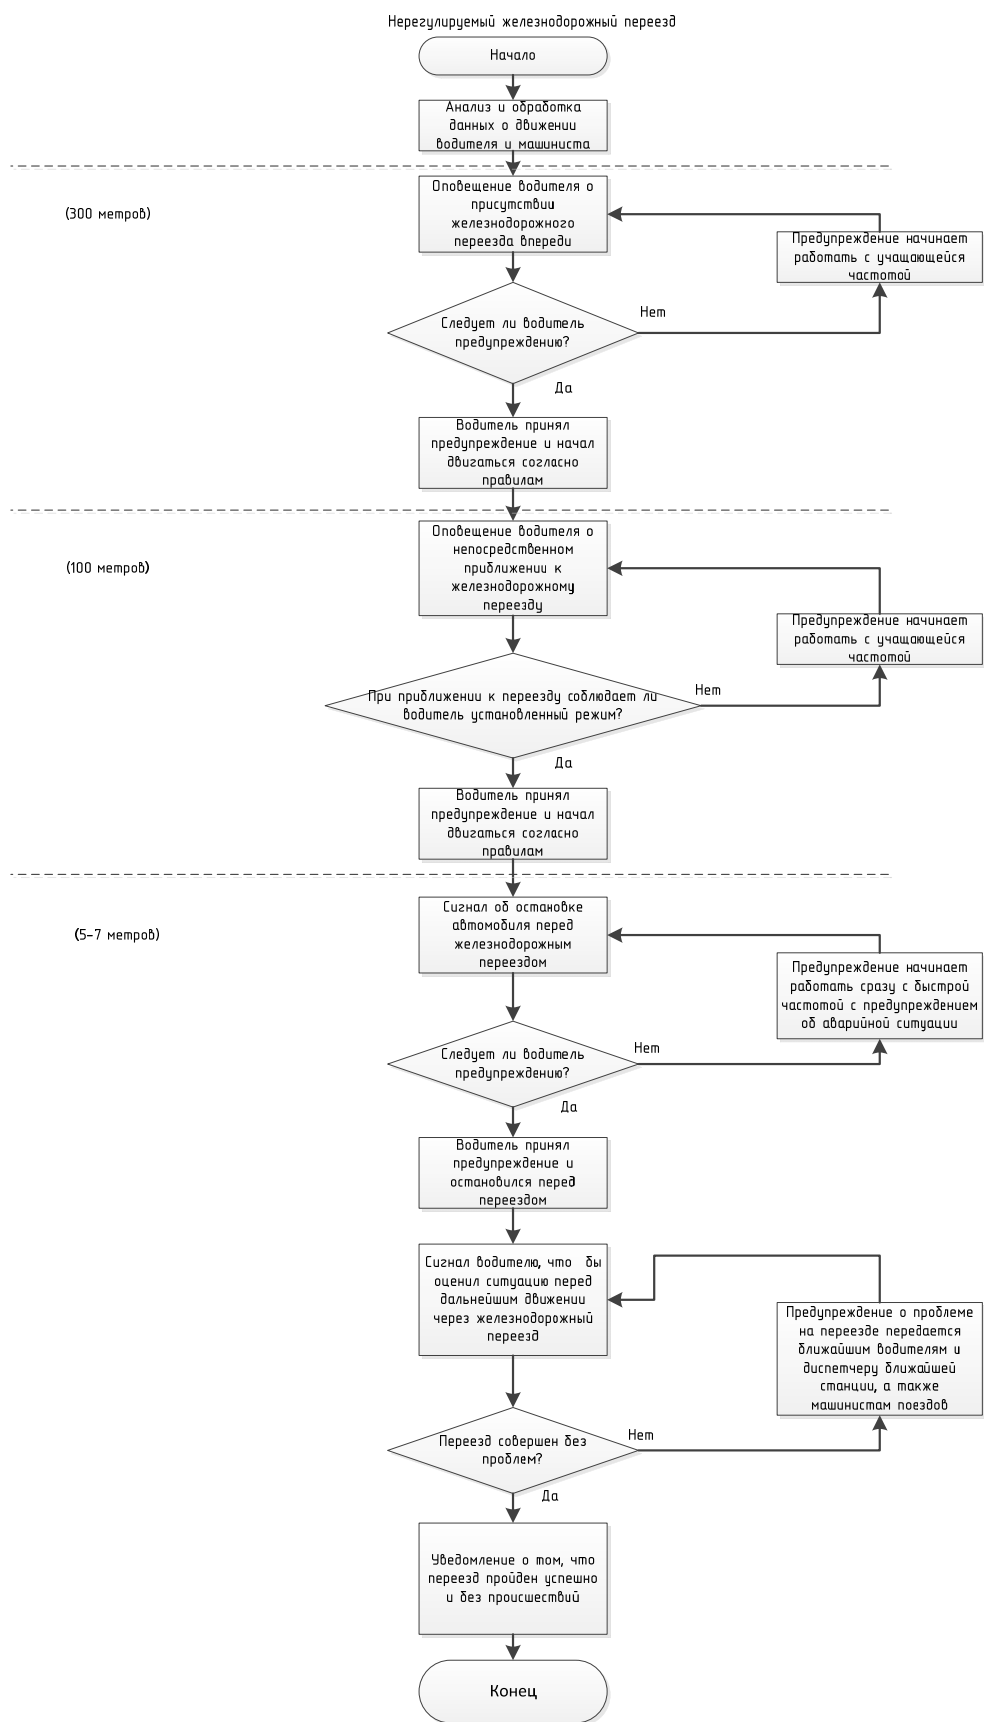 Нерегулируемый железнодорожный переезд
Начало
Анализ и обработка
данных о движении
водителя и машиниста
(300 метров)
Оповещение водителя о
присутствии
железнодорожного
переезда впереди
Предупреждение начинает
работать с учащающейся
частотой
Следует ли водитель
предупреждению?
Нет
Да
Водитель принял
предупреждение и начал
двигаться согласно
правилам
(100 метров)
Оповещение водителя о
непосредственном
приближении к
железнодорожному
переезду
Предупреждение начинает
работать с учащающейся
частотой
При приближении к переезду соблюдает ли
водитель установленный режим?
Нет
Да
Водитель принял
предупреждение и начал
двигаться согласно
правилам
(5-7 метров)
Сигнал об остановке
автомобиля перед
железнодорожным
переездом
Предупреждение начинает
работать сразу с быстрой
частотой с предупреждением
об аварийной ситуации
Следует ли водитель
предупреждению?
Нет
Да
Водитель принял
предупреждение и
остановился перед
переездом
Сигнал водителю, что бы
оценил ситуацию перед
дальнейшим движении
через железнодорожный
переезд
Предупреждение о проблеме
на переезде передается
ближайшим водителям и
диспетчеру ближайшей
станции, а также
машинистам поездов
Переезд совершен без
проблем?
Нет
Да
Уведомление о том, что
переезд пройден успешно
и без происшествий
Конец